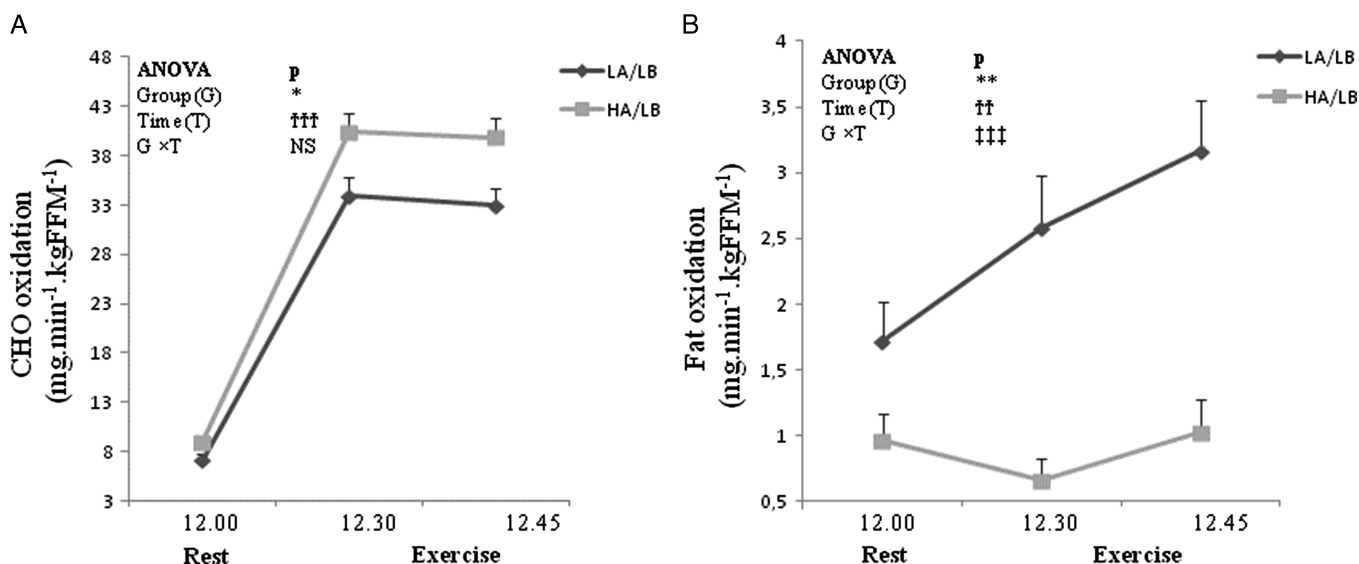 A
CHO oxidation
(mg.min-1.kgFFM-1)
48
43
38
33
28
23
18
13
8
3
ANOVA p
Group (G) *
Time (T) †††
G ×T NS
LA/LB
HA/LB
12.00 12.30 12.45
Rest Exercise
B
Fat oxidation
(mg.min-1.kgFFM-1)
4
3,5
3
2,5
2
1,5
1
0,5
ANOVA p
Group (G) **
Time (T) ††
G ×T ‡‡‡
LA/LB
HA/LB
12.00 12.30 12.45
Rest Exercise